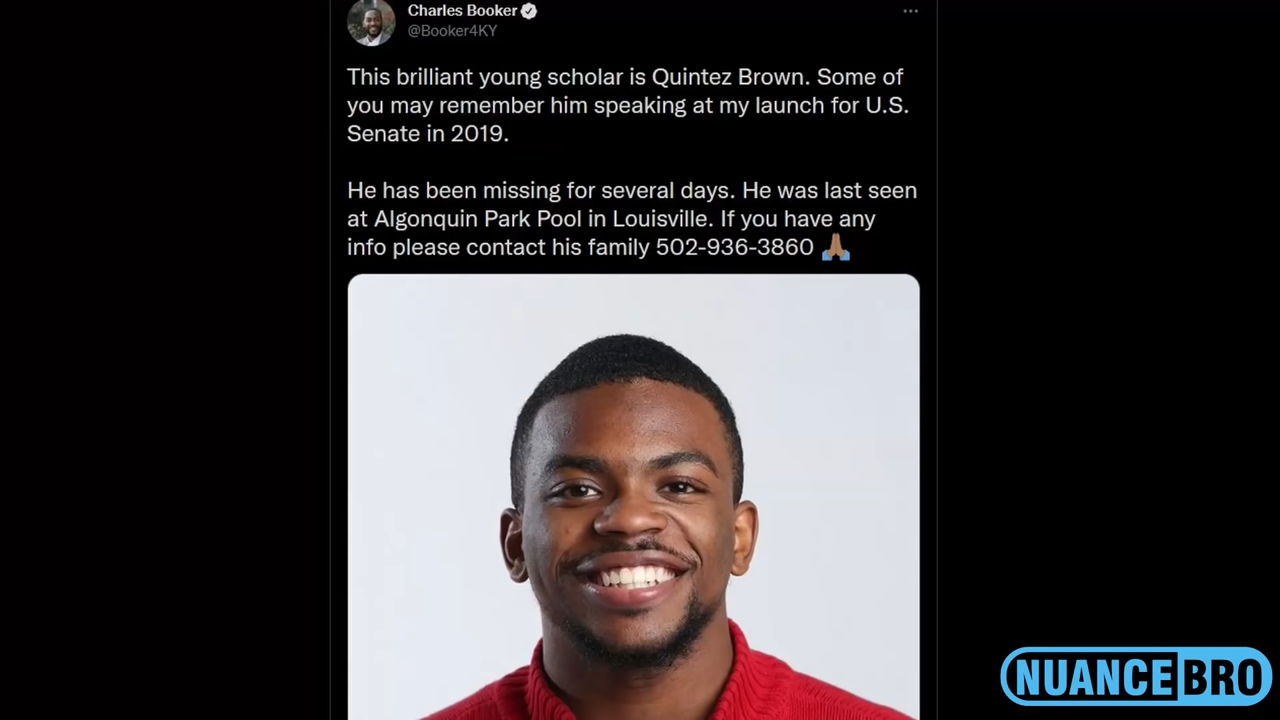 Charles Booker
@Booker4KY
This brilliant young scholar is Quintez Brown. Some of
you may remember him speaking at my launch for U.S.
Senate in 2019.
He has been missing for several days. He was last seen
at Algonquin Park Pool in Louisville. If you have any
info please contact his family 502-936-3860 🙏🏽
NUANCE BRO